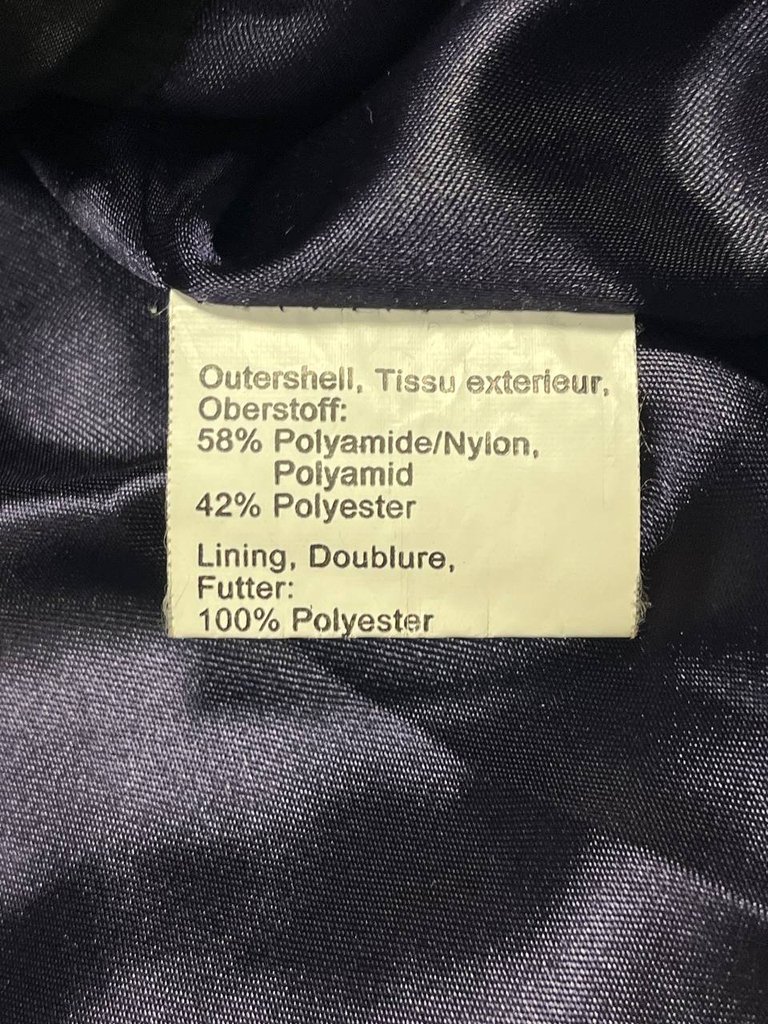 Outershell, Tissu exterieur,
Oberstoff:
58% Polyamide/Nylon,
Polyamid
42% Polyester
Lining, Doublure,
Futter:
100% Polyester